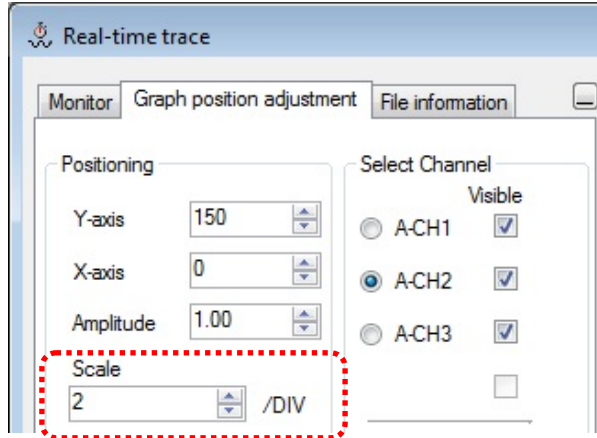 Real-time trace
Monitor Graph position adjustment File information
Positioning
Y-axis 150
X-axis 0
Amplitude 1.00
Scale
2 /DIV
Select Channel
Visible
A-CH1
A-CH2
A-CH3